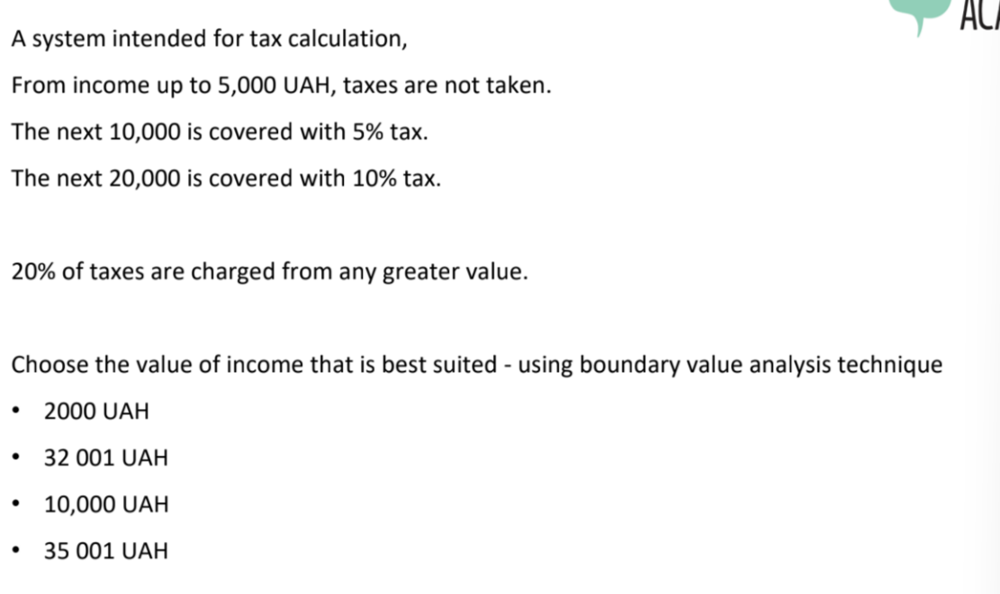 A system intended for tax calculation,
From income up to 5,000 UAH, taxes are not taken.
The next 10,000 is covered with 5% tax.
The next 20,000 is covered with 10% tax.
20% of taxes are charged from any greater value.
Choose the value of income that is best suited - using boundary value analysis technique
• 2000 UAH
• 32 001 UAH
• 10,000 UAH
• 35 001 UAH